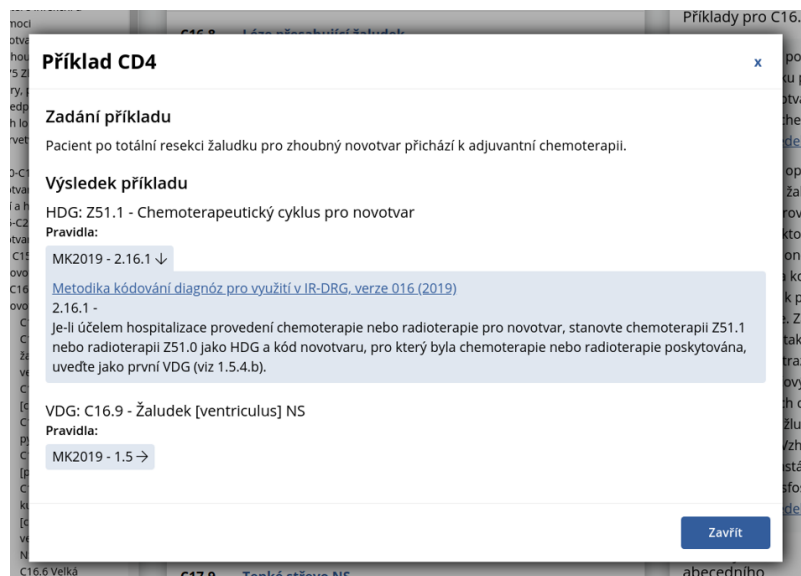 Příklady pro C16.
C16.8 Léze přesahující žaludek
Příklad CD4
x
Zadání příkladu
Pacient po totální resekci žaludku pro zhoubný novotvar přichází k adjuvantní chemoterapii.
Výsledek příkladu
HDG: Z51.1 - Chemoterapeutický cyklus pro novotvar
Pravidla:
MK2019 - 2.16.1 ↓
Metodika kódování diagnóz pro využití v IR-DRG, verze 016 (2019)
2.16.1 -
Je-li účelem hospitalizace provedení chemoterapie nebo radioterapie pro novotvar, stanovte chemoterapii Z51.1
nebo radioterapii Z51.0 jako HDG a kód novotvaru, pro který byla chemoterapie nebo radioterapie poskytována,
uveďte jako první VDG (viz 1.5.4.b).
VDG: C16.9 - Žaludek [ventriculus] NS
Pravidla:
MK2019 - 1.5 →
Zavřít
C16.6 Velká
C17.9 Tenké střevo NS
abecedního